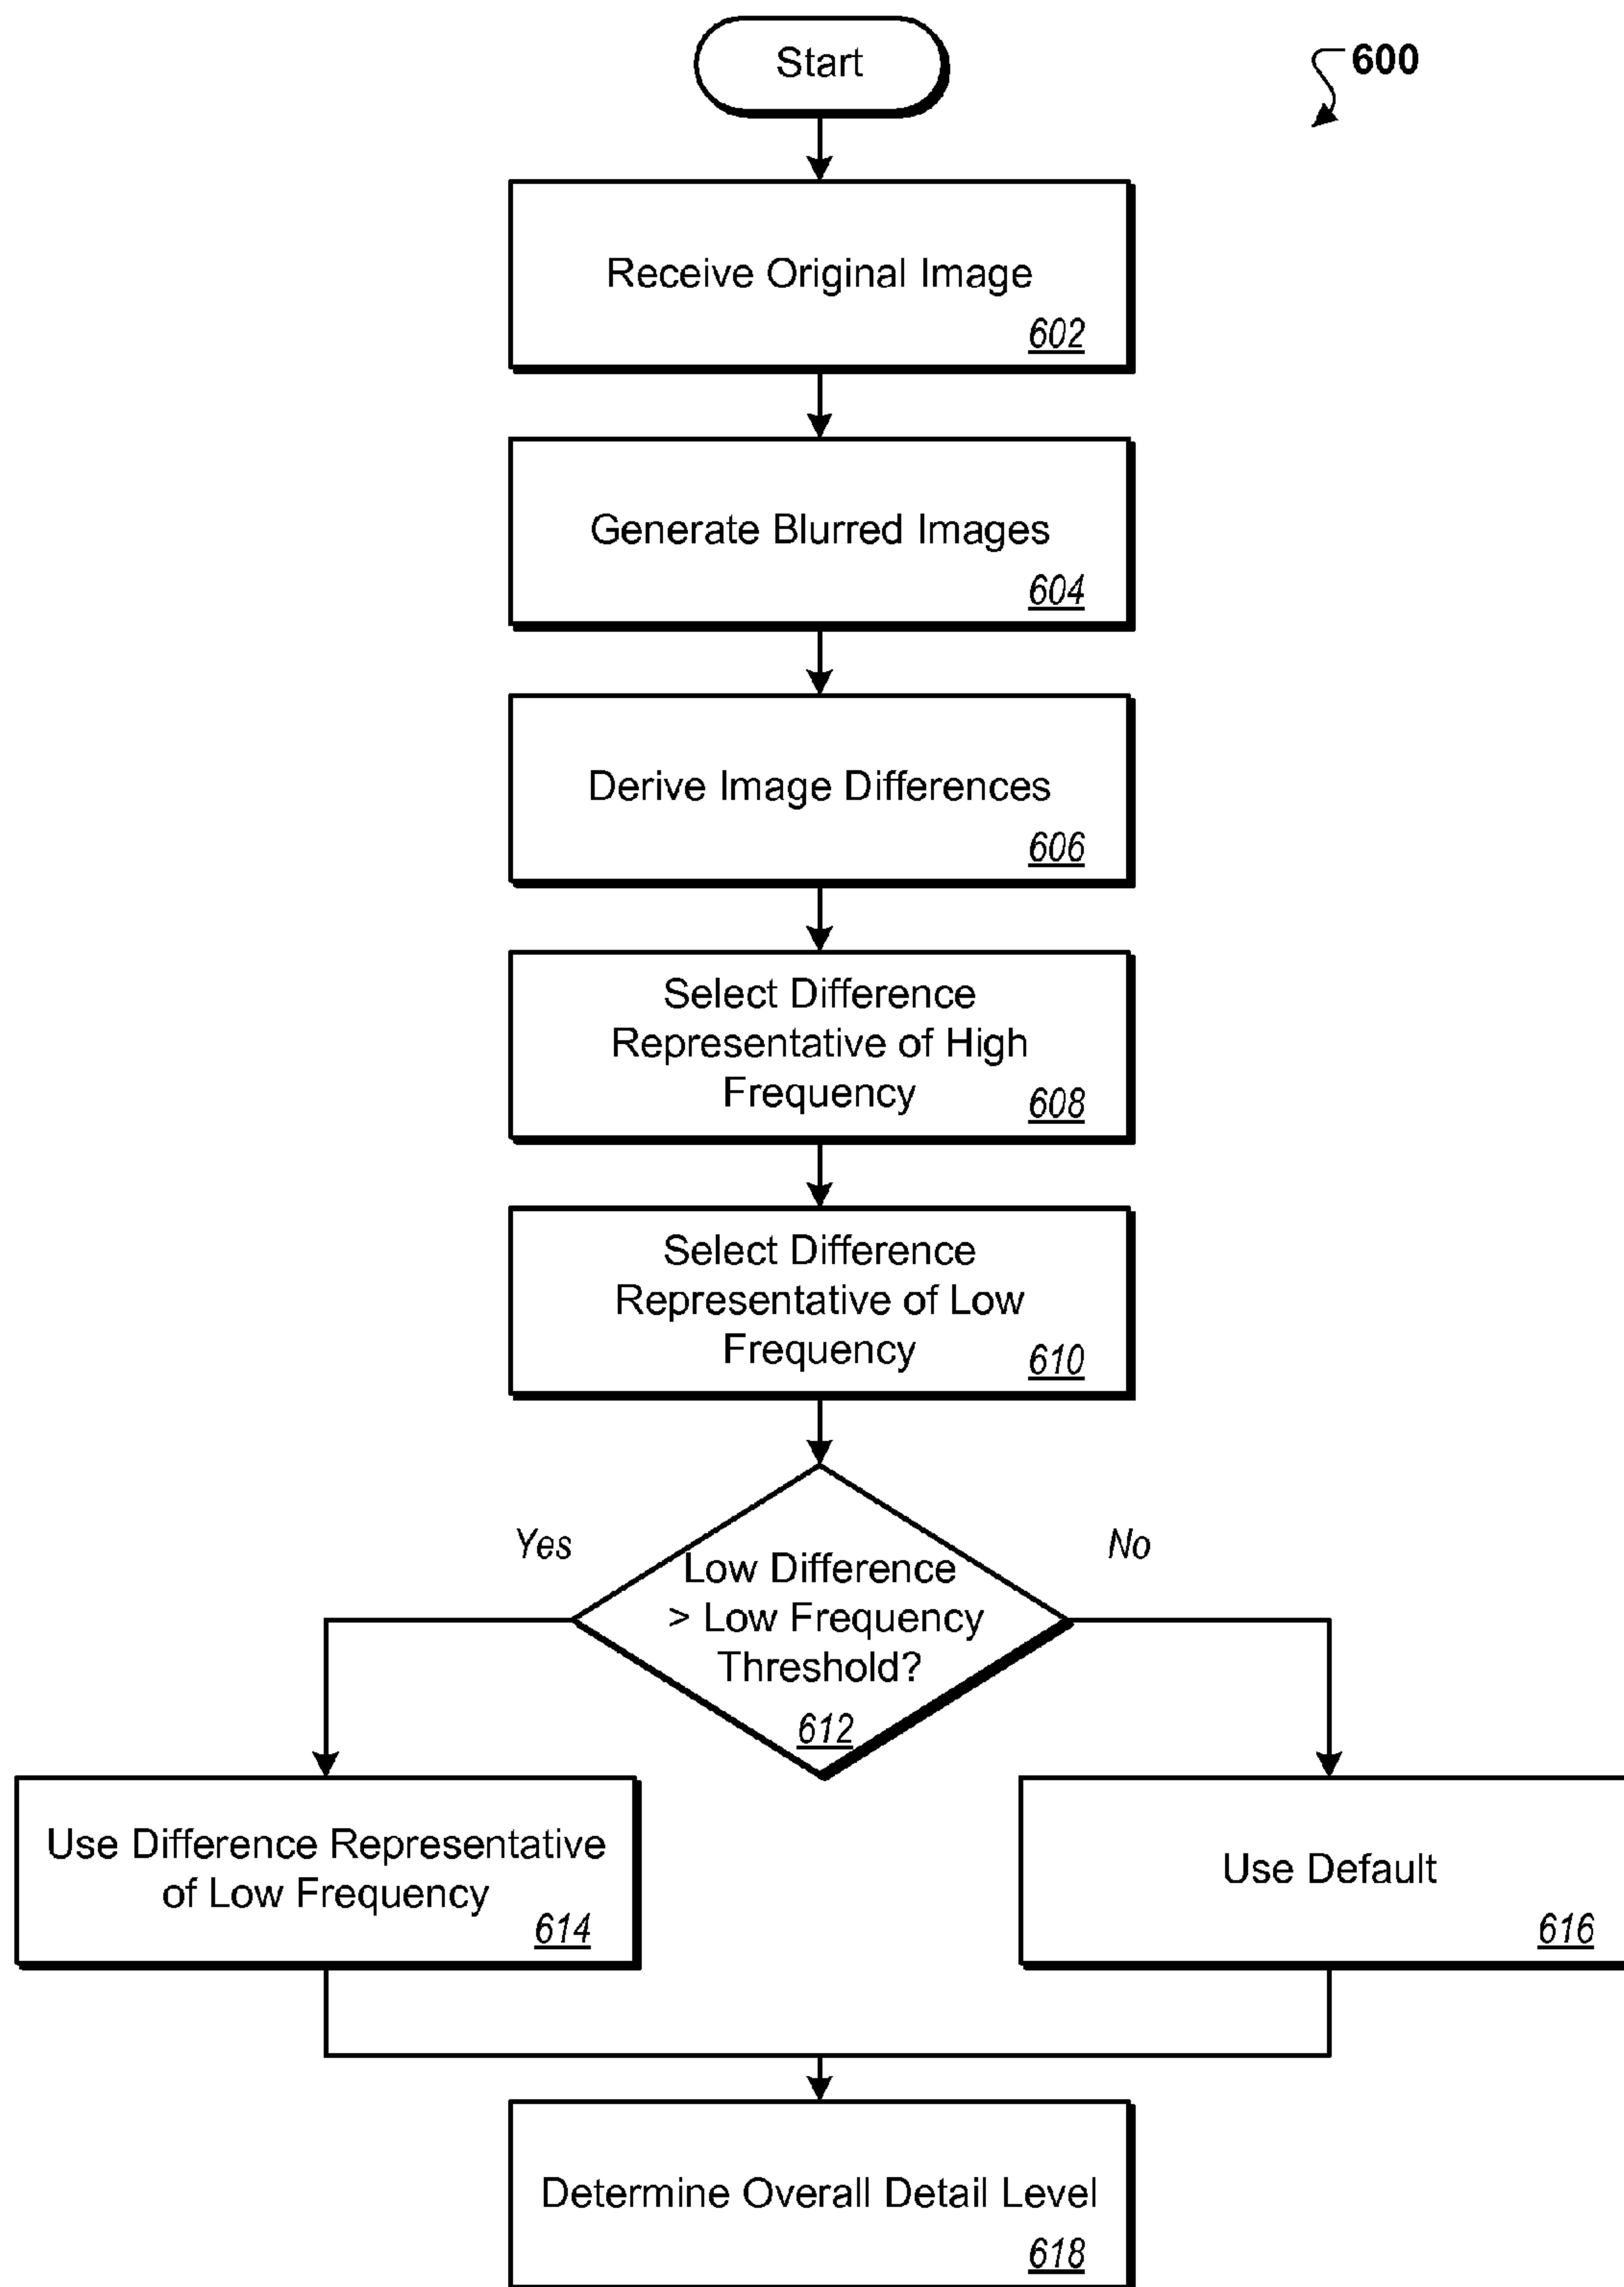 Start
600
Receive Original Image
602
Generate Blurred Images
604
Derive Image Differences
606
Select Difference
Representative of High
Frequency
608
Select Difference
Representative of Low
Frequency
610
Yes
No
Low Difference
> Low Frequency
Threshold?
612
Use Difference Representative
of Low Frequency
614
Use Default
616
Determine Overall Detail Level
618